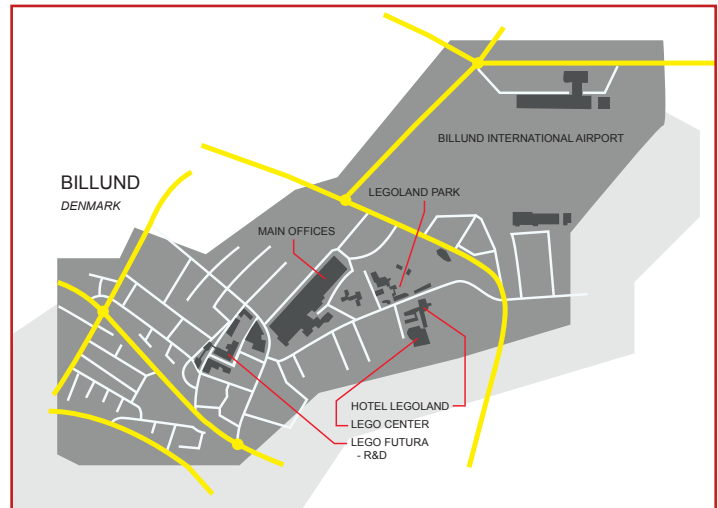 BILLUND INTERNATIONAL AIRPORT
BILLUND
DENMARK
LEGOLAND PARK
MAIN OFFICES
HOTEL LEGOLAND
LEGO CENTER
LEGO FUTURA
- R&D